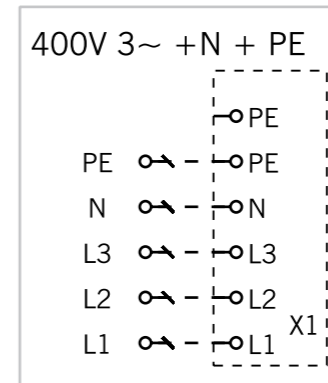 400V 3~ +N + PE
PE
PE PE
N N
L3 L3
L2 L2
L1 L1
X1